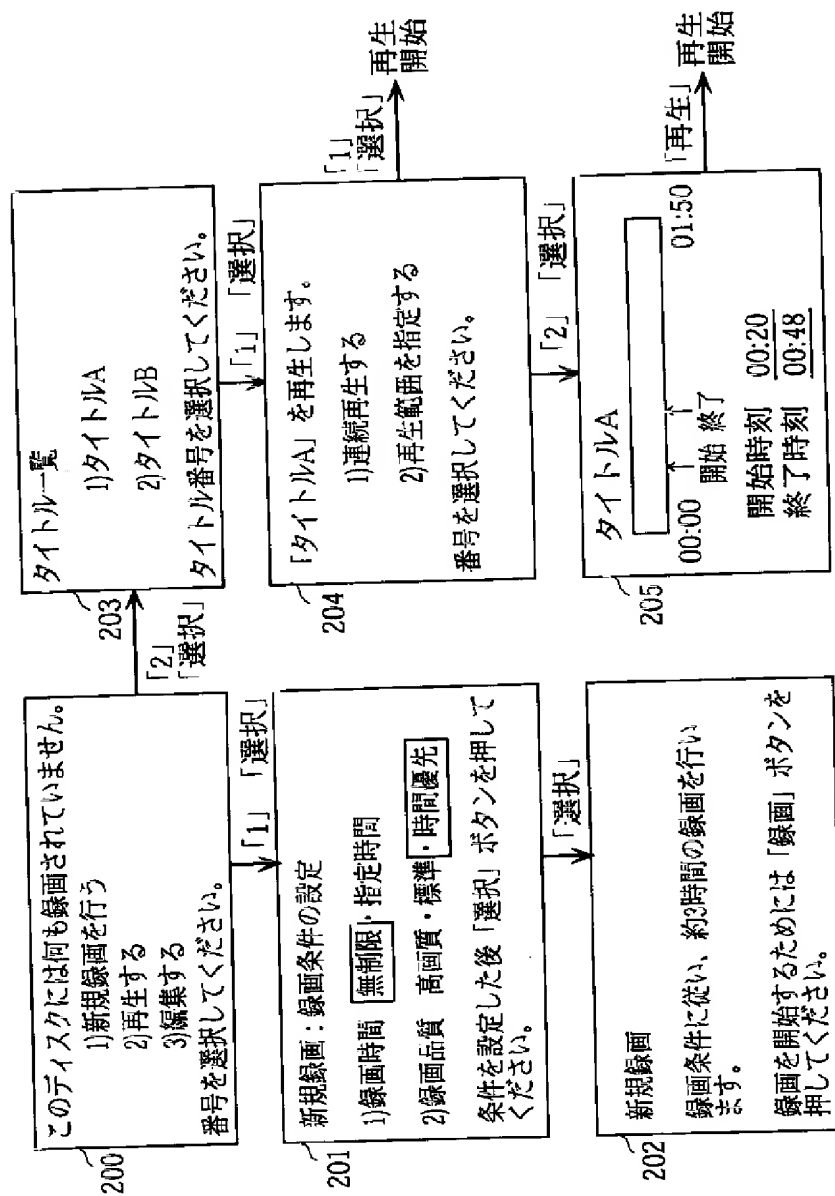 このディスクには何も録画されていません。
1)新規録画を行う
2)再生する
3)編集する
番号を選択してください。
200
「1」「選択」
「2」
「選択」
新規録画:録画条件の設定
1)録画時間 無制限・指定時間
2)録画品質 高画質・標準・時間優先
条件を設定した後「選択」ボタンを押して
ください。
201
「選択」
新規録画
録画条件に従い、約3時間の録画を行い
ます。
録画を開始するためには「録画」ボタンを
押してください。
202
タイトル一覧
1)タイトルA
2)タイトルB
タイトル番号を選択してください。
203
「1」「選択」
「タイトルA」を再生します。
1)連続再生する
2)再生範囲を指定する
番号を選択してください。
204
「1」
「選択」
再生
開始
「2」「選択」
タイトルA
00:00
01:50
開始 終了
開始時刻 00:20
終了時刻 00:48
205
「再生」
再生
開始